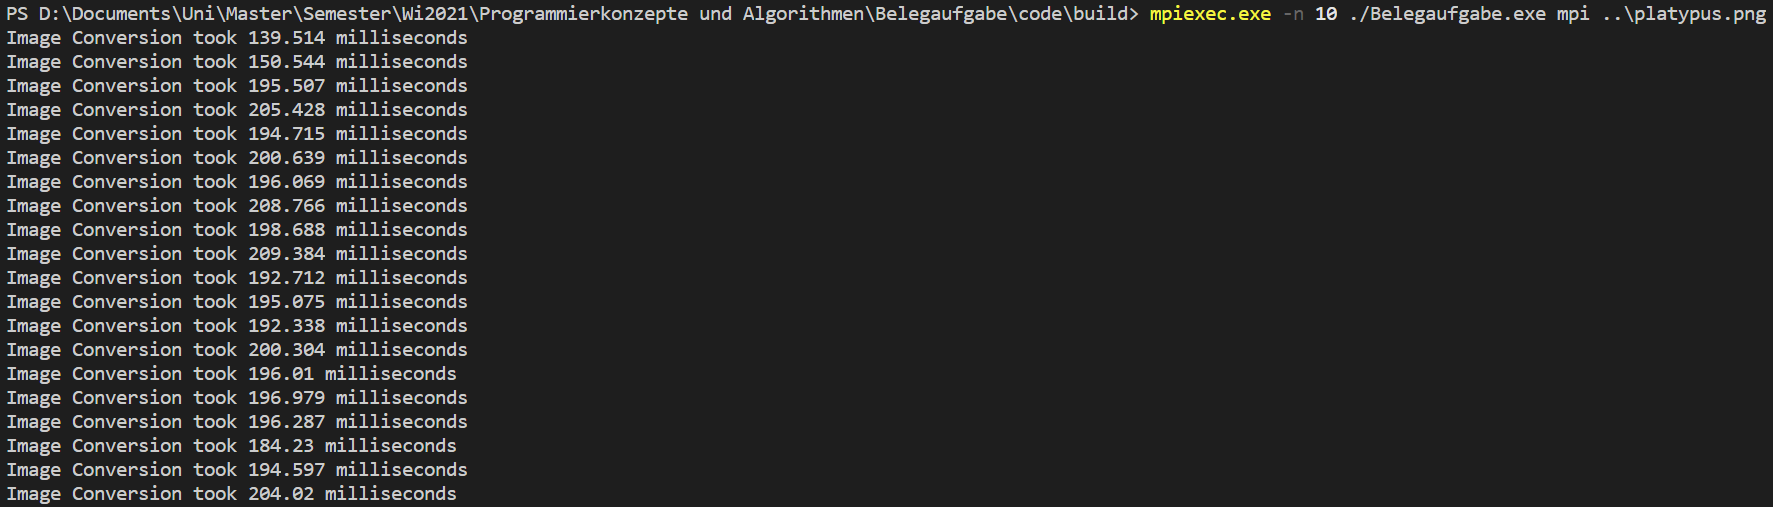 PS D:\Documents\Uni\Master\Semester\Wi2021\Programmierkonzepte und Algorithmen\Belegaufgabe\code\build> mpiexec.exe -n 10 ./Belegaufgabe.exe mpi ..\platypus.png
Image Conversion took 139.514 milliseconds
Image Conversion took 150.544 milliseconds
Image Conversion took 195.507 milliseconds
Image Conversion took 205.428 milliseconds
Image Conversion took 194.715 milliseconds
Image Conversion took 200.639 milliseconds
Image Conversion took 196.069 milliseconds
Image Conversion took 208.766 milliseconds
Image Conversion took 198.688 milliseconds
Image Conversion took 209.384 milliseconds
Image Conversion took 192.712 milliseconds
Image Conversion took 195.075 milliseconds
Image Conversion took 192.338 milliseconds
Image Conversion took 200.304 milliseconds
Image Conversion took 196.01 milliseconds
Image Conversion took 196.979 milliseconds
Image Conversion took 196.287 milliseconds
Image Conversion took 184.23 milliseconds
Image Conversion took 194.597 milliseconds
Image Conversion took 204.02 milliseconds